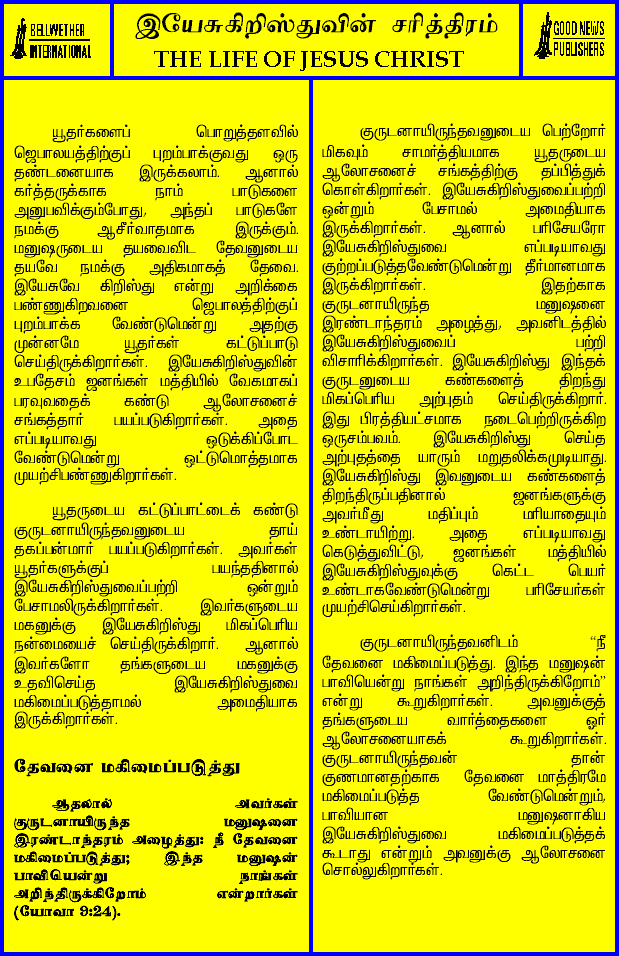 BELLWETHER
INTERNATIONAL
இயேசுகிறிஸ்துவின் சரித்திரம்
THE LIFE OF JESUS CHRIST
GOOD NEWS
PUBLISHERS
யூதர்களைப் பொறுத்தளவில்
ஜெபாலயத்திற்குப் புறம்பாக்குவது ஒரு
தண்டனையாக இருக்கலாம். ஆனால்
கர்த்தருக்காக நாம் பாடுகளை
அனுபவிக்கும்போது, அந்தப் பாடுகளே
நமக்கு ஆசீர்வாதமாக இருக்கும்.
மனுஷருடைய தயவைவிட தேவனுடைய
தயவே நமக்கு அதிகமாகத் தேவை.
இயேசுவே கிறிஸ்து என்று அறிக்கை
பண்ணுகிறவனை ஜெபாலத்திற்குப்
புறம்பாக்க வேண்டுமென்று அதற்கு
முன்னமே யூதர்கள் கட்டுப்பாடு
செய்திருக்கிறார்கள். இயேசுகிறிஸ்துவின்
உபதேசம் ஜனங்கள் மத்தியில் வேகமாகப்
பரவுவதைக் கண்டு ஆலோசனைச்
சங்கத்தார் பயப்படுகிறார்கள். அதை
எப்படியாவது ஒடுக்கிப்போட
வேண்டுமென்று ஒட்டுமொத்தமாக
முயற்சிபண்ணுகிறார்கள்.
யூதருடைய கட்டுப்பாட்டைக் கண்டு
குருடனாயிருந்தவனுடைய தாய்
தகப்பன்மார் பயப்படுகிறார்கள். அவர்கள்
யூதர்களுக்குப் பயந்ததினால்
இயேசுகிறிஸ்துவைப்பற்றி ஒன்றும்
பேசாமலிருக்கிறார்கள். இவர்களுடைய
மகனுக்கு இயேசுகிறிஸ்து மிகப்பெரிய
நன்மையைச் செய்திருக்கிறார். ஆனால்
இவர்களோ தங்களுடைய மகனுக்கு
உதவிசெய்த இயேசுகிறிஸ்துவை
மகிமைப்படுத்தாமல் அமைதியாக
இருக்கிறார்கள்.
தேவனை மகிமைப்படுத்து
ஆதலால் அவர்கள்
குருடனாயிருந்த மனுஷனை
இரண்டாந்தரம் அழைத்து: நீ தேவனை
மகிமைப்படுத்து; இந்த மனுஷன்
பாவியென்று நாங்கள்
அறிந்திருக்கிறோம் என்றார்கள்
(யோவா 9:24).
குருடனாயிருந்தவனுடைய பெற்றோர்
மிகவும் சாமர்த்தியமாக யூதருடைய
ஆலோசனைச் சங்கத்திற்கு தப்பித்துக்
கொள்கிறார்கள். இயேசுகிறிஸ்துவைப்பற்றி
ஒன்றும் பேசாமல் அமைதியாக
இருக்கிறார்கள். ஆனால் பரிசேயரோ
இயேசுகிறிஸ்துவை எப்படியாவது
குற்றப்படுத்தவேண்டுமென்று தீர்மானமாக
இருக்கிறார்கள். இதற்காக
குருடனாயிருந்த மனுஷனை
இரண்டாந்தரம் அழைத்து, அவனிடத்தில்
இயேசுகிறிஸ்துவைப் பற்றி
விசாரிக்கிறார்கள். இயேசுகிறிஸ்து இந்தக்
குருடனுடைய கண்களைத் திறந்து
மிகப்பெரிய அற்புதம் செய்திருக்கிறார்.
இது பிரத்தியட்சமாக நடைபெற்றிருக்கிற
ஒருசம்பவம். இயேசுகிறிஸ்து செய்த
அற்புதத்தை யாரும் மறுதலிக்கமுடியாது.
இயேசுகிறிஸ்து இவனுடைய கண்களைத்
திறந்திருப்பதினால் ஜனங்களுக்கு
அவர்மீது மதிப்பும் மரியாதையும்
உண்டாயிற்று. அதை எப்படியாவது
கெடுத்துவிட்டு, ஜனங்கள் மத்தியில்
இயேசுகிறிஸ்துவுக்கு கெட்ட பெயர்
உண்டாகவேண்டுமென்று பரிசேயர்கள்
முயற்சிசெய்கிறார்கள்.
குருடனாயிருந்தவனிடம் “நீ
தேவனை மகிமைப்படுத்து. இந்த மனுஷன்
பாவியென்று நாங்கள் அறிந்திருக்கிறோம்”
என்று கூறுகிறார்கள். அவனுக்குத்
தங்களுடைய வார்த்தைகளை ஓர்
ஆலோசனையாகக் கூறுகிறார்கள்.
குருடனாயிருந்தவன் தான்
குணமானதற்காக தேவனை மாத்திரமே
மகிமைப்படுத்த வேண்டுமென்றும்,
பாவியான மனுஷனாகிய
இயேசுகிறிஸ்துவை மகிமைப்படுத்தக்
கூடாது என்றும் அவனுக்கு ஆலோசனை
சொல்லுகிறார்கள்.